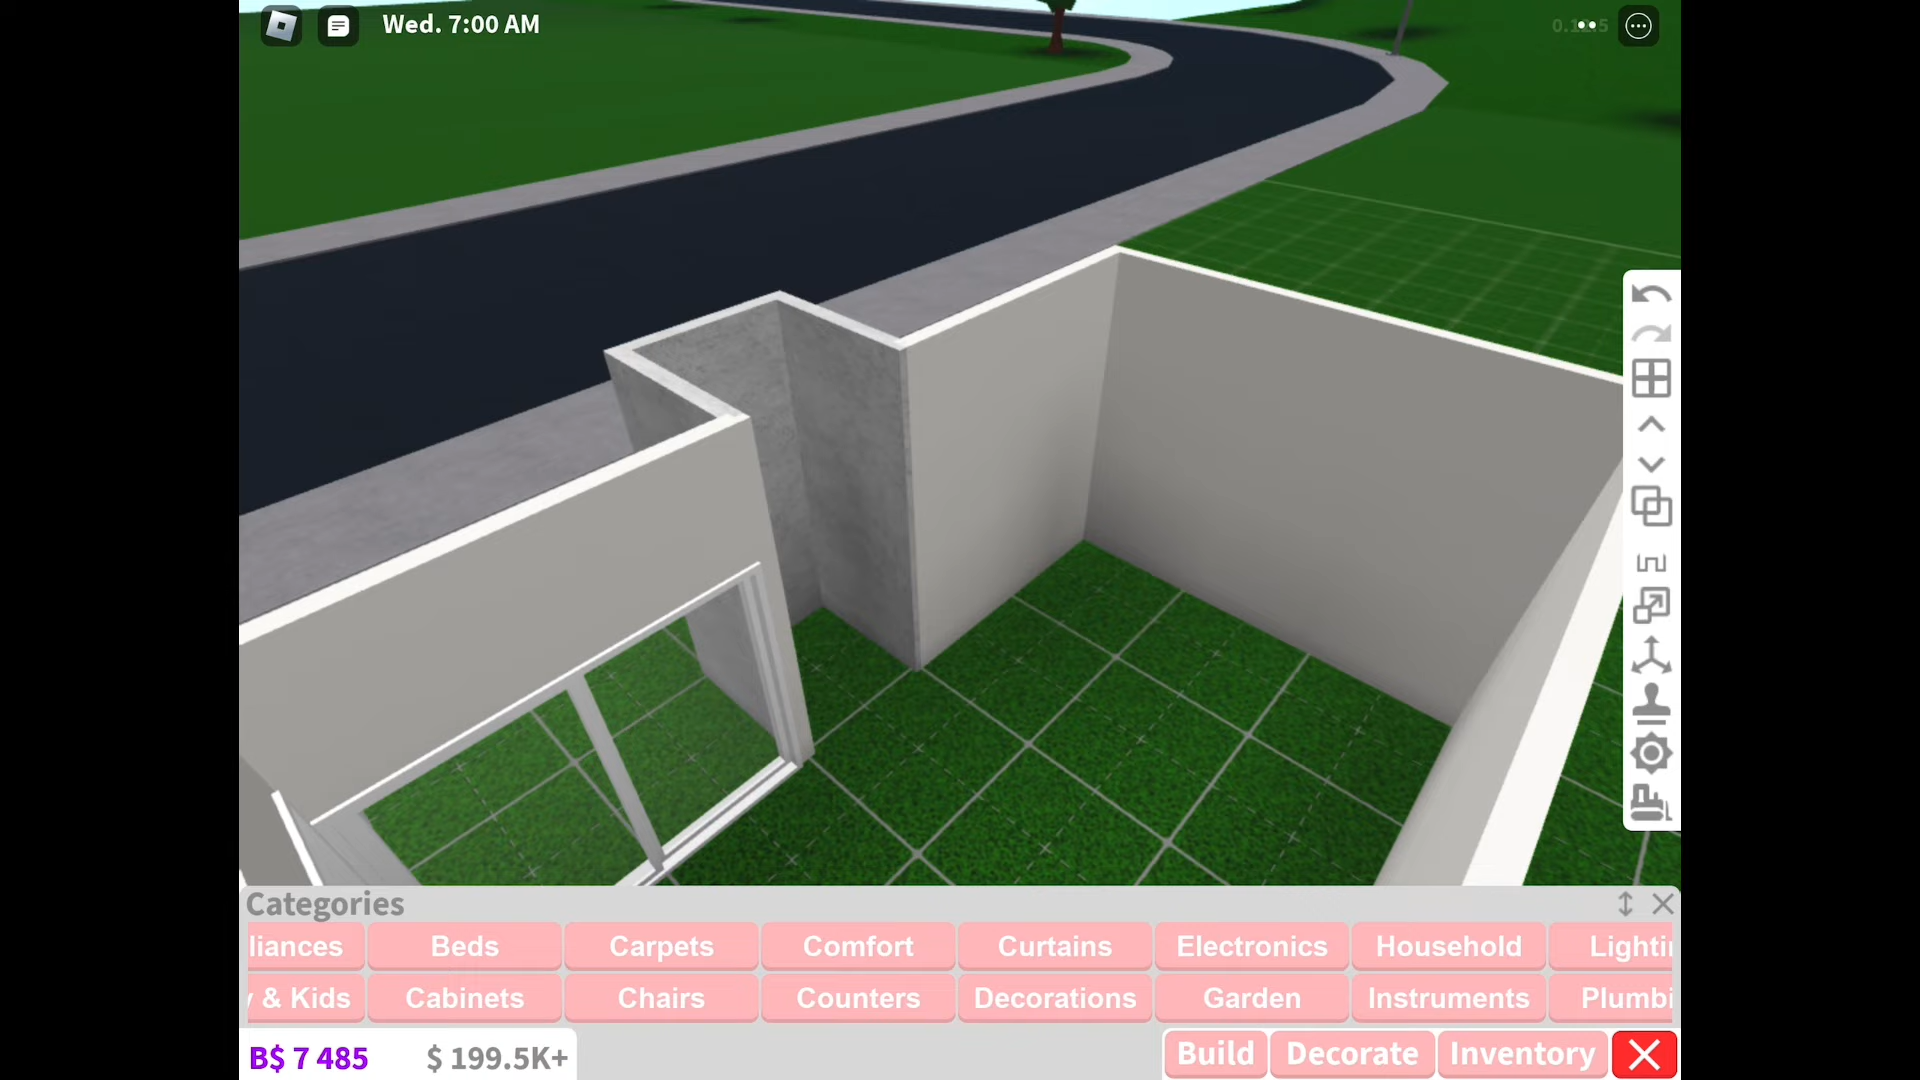 Wed. 7:00 AM
Categories
liances Beds Carpets Comfort Curtains Electronics Household Lightin
y & Kids Cabinets Chairs Counters Decorations Garden Instruments Plumbi
B$ 7 485 $ 199.5K+ Build Decorate Inventory